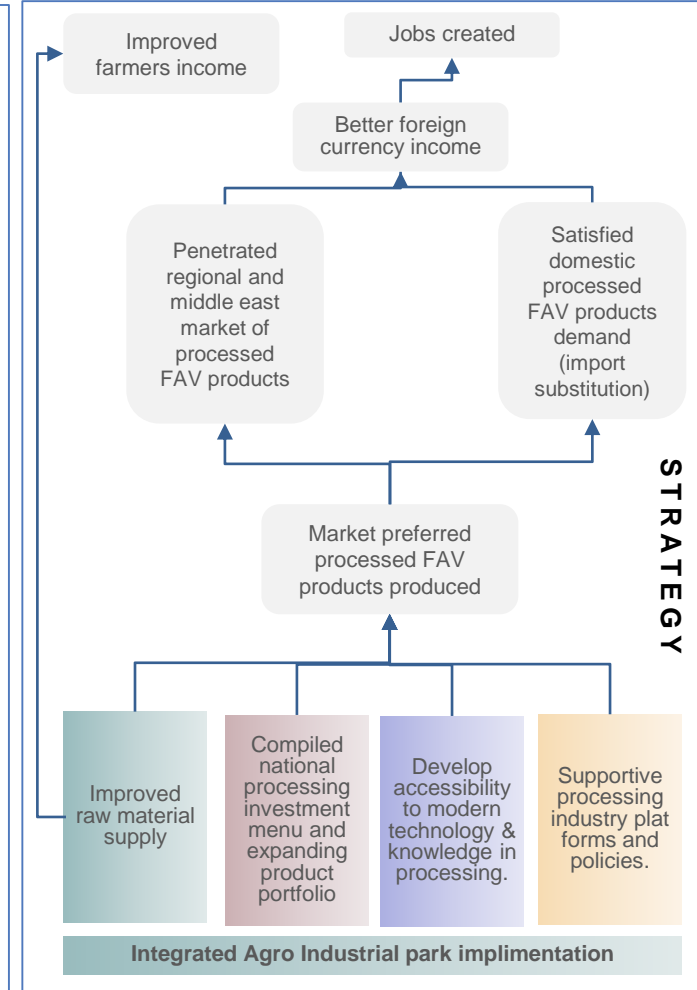 Improved
farmers income
Jobs created
Better foreign
currency income
Penetrated
regional and
middle east
market of
processed
FAV products
Satisfied
domestic
processed
FAV products
demand
(import
substitution)
STRATEGY
Market preferred
processed FAV
products produced
Improved
raw material
supply
Compiled
national
processing
investment
menu and
expanding
product
portfolio
Develop
accessibility
to modern
technology &
knowledge in
processing.
Supportive
processing
industry plat
forms and
policies.
Integrated Agro Industrial park implimentation